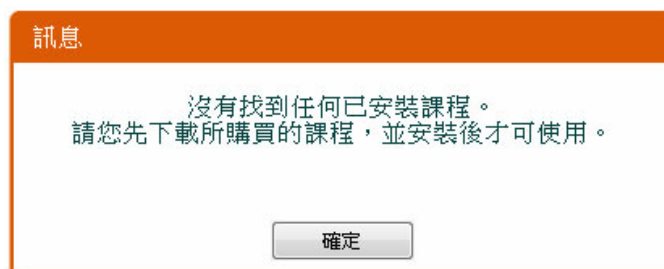 訊息
沒有找到任何已安裝課程。
請您先下載所購買的課程，並安裝後才可使用。
確定